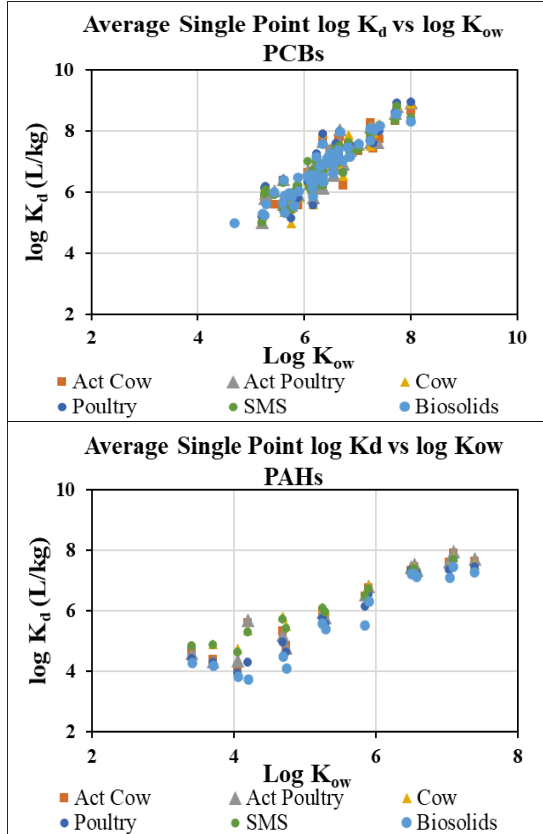 Average Single Point log Kd vs log Kow
PCBs
10
8
6
4
2
log Kd (L/kg)
2 4 6 8 10
Log Kow
Act Cow Act Poultry Cow
Poultry SMS Biosolids
Average Single Point log Kd vs log Kow
PAHs
10
8
6
4
2
log Kd (L/kg)
2 4 6 8
Log Kow
Act Cow Act Poultry Cow
Poultry SMS Biosolids